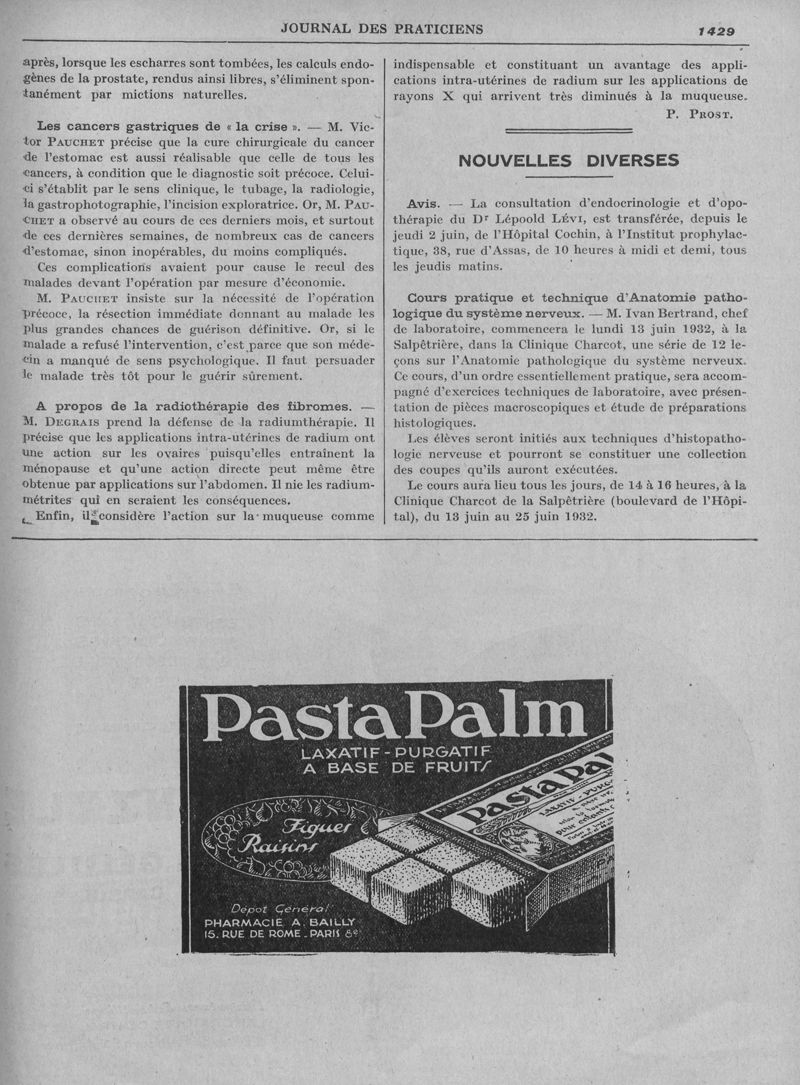 JOURNAL DES PRATICIENS 1429
après, lorsque les escharres sont tombées, les calculs endo-
gènes de la prostate, rendus ainsi libres, s'éliminent spon-
tanément par mictions naturelles.
Les cancers gastriques de « la crise ». — M. Vic-
tor PAUCHET précise que la cure chirurgicale du cancer
de l'estomac est aussi réalisable que celle de tous les
cancers, à condition que le diagnostic soit précoce. Celui-
ci s'établit par le sens clinique, le tubage, la radiologie,
la gastrophotographie, l'incision exploratrice. Or, M. PAU-
CHET a observé au cours de ces derniers mois, et surtout
de ces dernières semaines, de nombreux cas de cancers
d'estomac, sinon inopérables, du moins compliqués.
Ces complications avaient pour cause le recul des
malades devant l'opération par mesure d'économie.
M. PAUCHET insiste sur la nécessité de l'opération
précoce, la résection immédiate donnant au malade les
plus grandes chances de guérison définitive. Or, si le
malade a refusé l'intervention, c'est parce que son méde-
cin a manqué de sens psychologique. Il faut persuader
le malade très tôt pour le guérir sûrement.
A propos de la radiothérapie des fibromes. —
M. DEGRAIS prend la défense de la radiumthérapie. Il
précise que les applications intra-utérines de radium ont
une action sur les ovaires puisqu'elles entraînent la
ménopause et qu'une action directe peut même être
obtenue par applications sur l'abdomen. Il nie les radium-
métrites qui en seraient les conséquences.
Enfin, il considère l'action sur la muqueuse comme
indispensable et constituant un avantage des appli-
cations intra-utérines de radium sur les applications de
rayons X qui arrivent très diminués à la muqueuse.
P. PROST.
NOUVELLES DIVERSES
Avis. — La consultation d'endocrinologie et d'opo-
thérapie du Dr Lépoold LÉVI, est transférée, depuis le
jeudi 2 juin, de l'Hôpital Cochin, à l'Institut prophylac-
tique, 38, rue d'Assas, de 10 heures à midi et demi, tous
les jeudis matins.
Cours pratique et technique d'Anatomie patho-
logique du système nerveux. — M. Ivan Bertrand, chef
de laboratoire, commencera le lundi 13 juin 1932, à la
Salpêtrière, dans la Clinique Charcot, une série de 12 le-
çons sur l'Anatomie pathologique du système nerveux.
Ce cours, d'un ordre essentiellement pratique, sera accom-
pagné d'exercices techniques de laboratoire, avec présen-
tation de pièces macroscopiques et étude de préparations
histologiques.
Les élèves seront initiés aux techniques d'histopatho-
logie nerveuse et pourront se constituer une collection
des coupes qu'ils auront exécutées.
Le cours aura lieu tous les jours, de 14 à 16 heures, à la
Clinique Charcot de la Salpêtrière (boulevard de l'Hôpi-
tal), du 13 juin au 25 juin 1932.
PastaPalm
LAXATIF-PURGATIF
A BASE DE FRUITS
Figues
Raisins
Dépot Général
PHARMACIE A. BAILLY
15. RUE DE ROME. PARIS 8e
PastaPal
LAXATIF-PURG